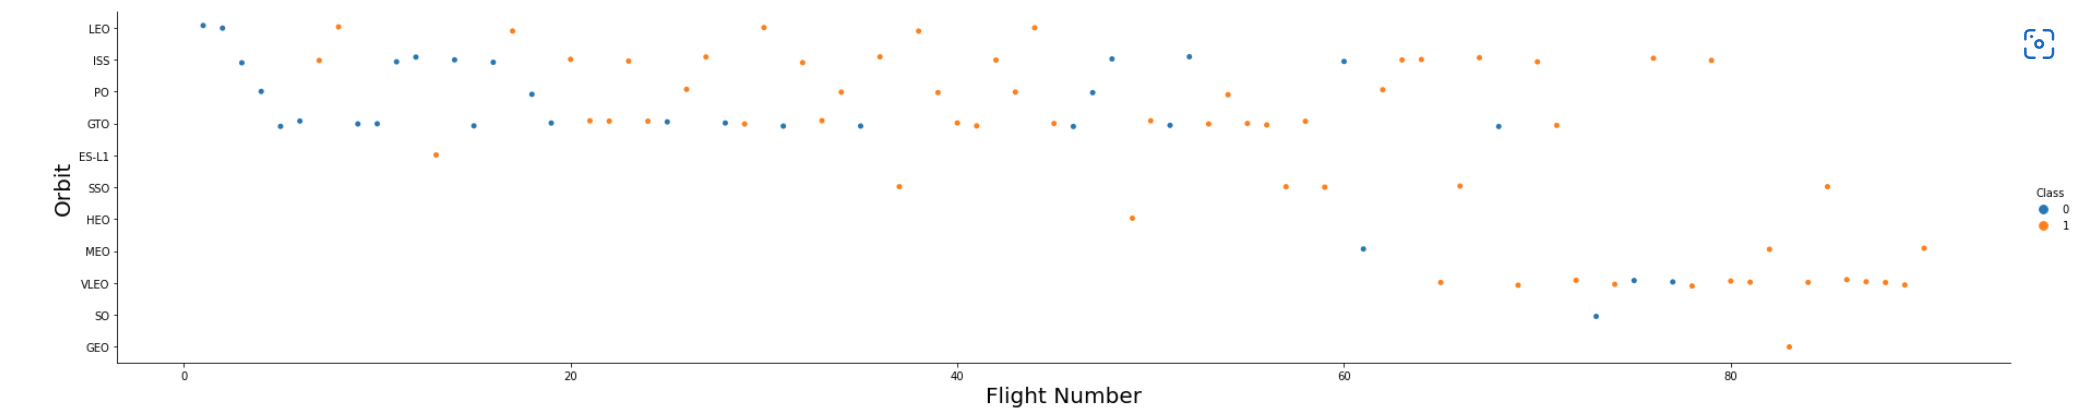 LEO
ISS
PO
GTO
ES-L1
SSO
HEO
MEO
VLEO
SO
GEO
Orbit
0 20 40 60 80
Flight Number
Class
0
1